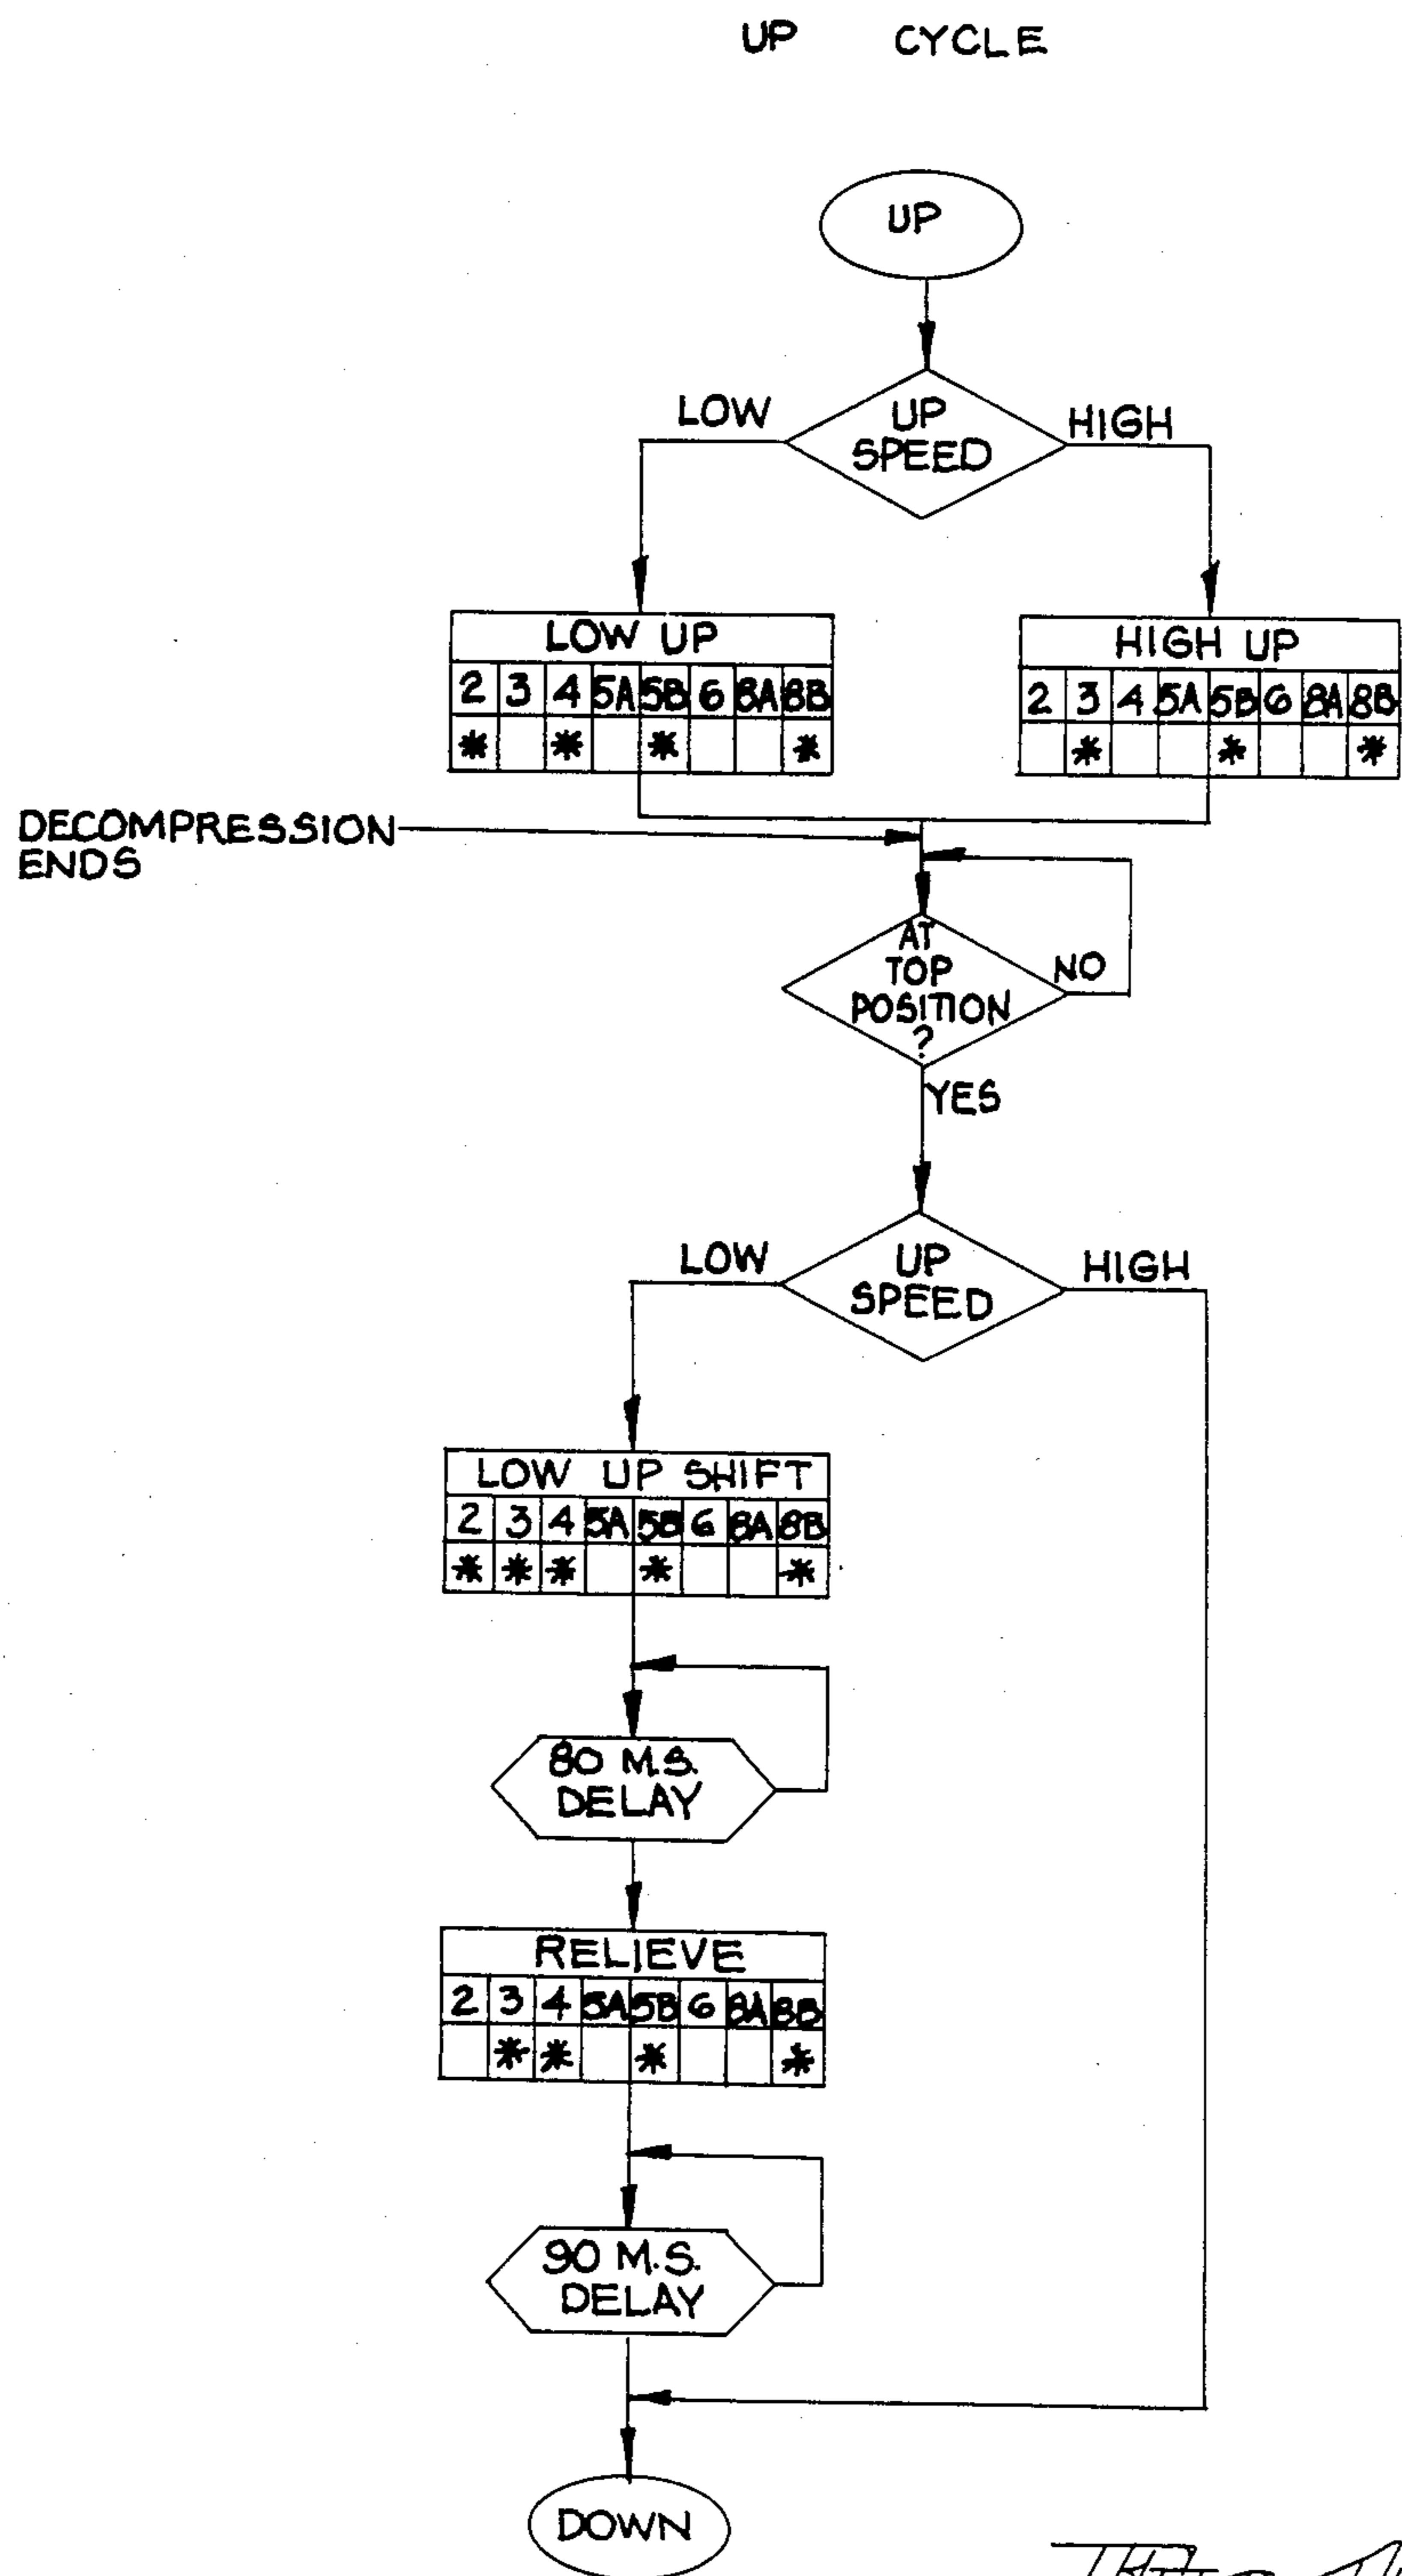 UP CYCLE
UP
LOW
UP
SPEED
HIGH
LOW UP
2 3 4 5A 5B 6 8A 8B
* * * *
HIGH UP
2 3 4 5A 5B 6 8A 8B
* * *
DECOMPRESSION
ENDS
AT
TOP
POSITION
?
NO
YES
LOW
UP
SPEED
HIGH
LOW UP SHIFT
2 3 4 5A 5B 6 8A 8B
* * * * *
80 M.S.
DELAY
RELIEVE
2 3 4 5A 5B 6 8A 8B
* * * *
90 M.S.
DELAY
DOWN